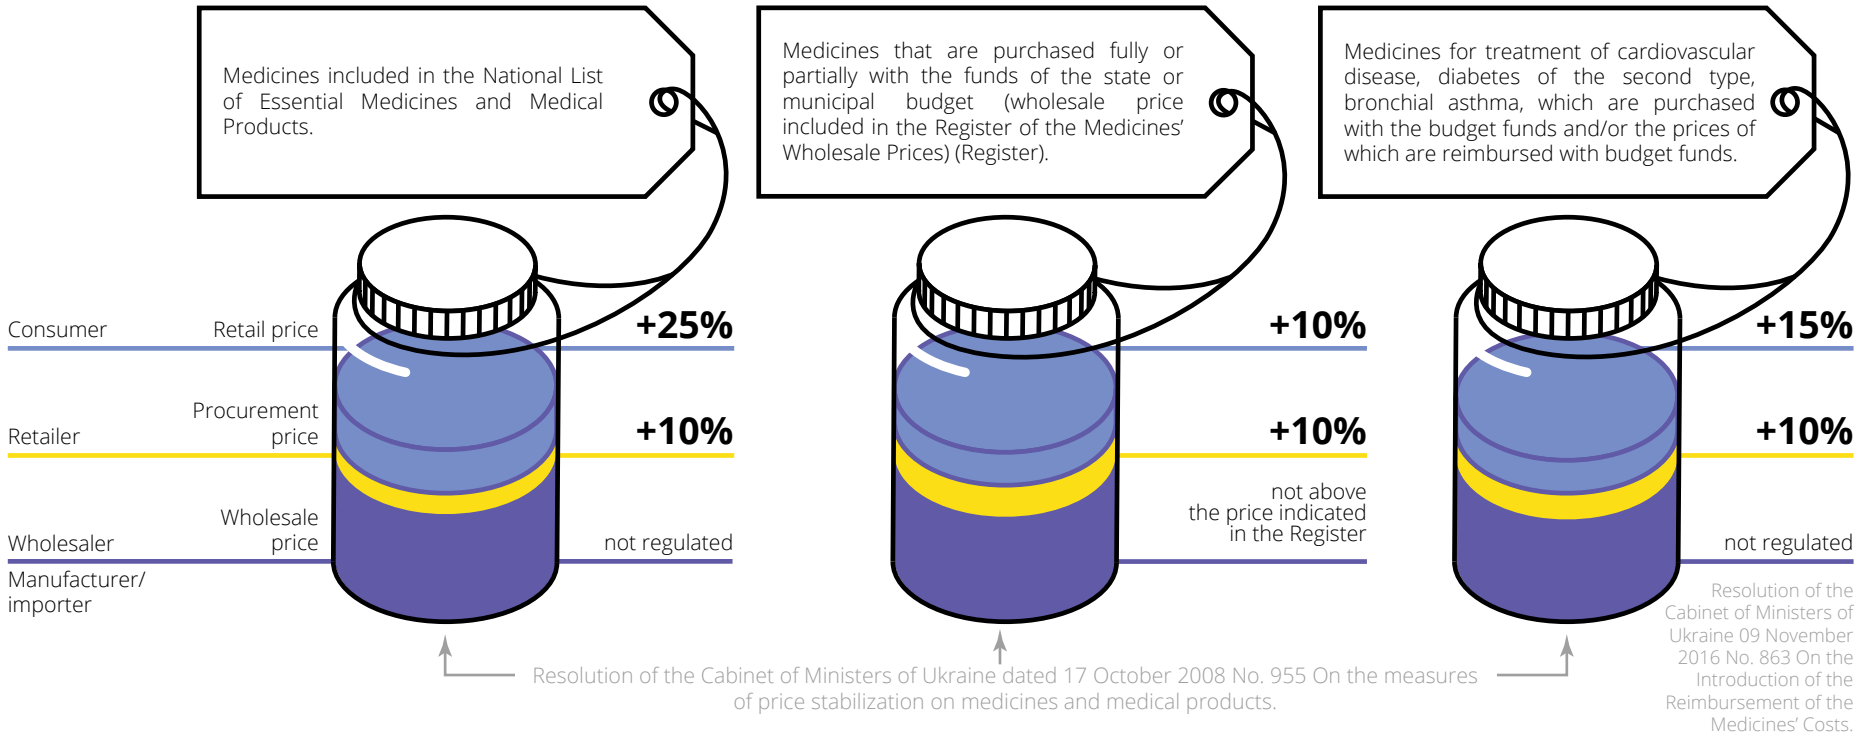 Medicines included in the National List
of Essential Medicines and Medical
Products.
Medicines that are purchased fully or
partially with the funds of the state or
municipal budget (wholesale price
included in the Register of the Medicines’
Wholesale Prices) (Register).
Medicines for treatment of cardiovascular
disease, diabetes of the second type,
bronchial asthma, which are purchased
with the budget funds and/or the prices of
which are reimbursed with budget funds.
Consumer
Retail price
+25%
+10%
+15%
Retailer
Procurement
price
+10%
+10%
+10%
Wholesaler
Wholesale
price
not regulated
not above
the price indicated
in the Register
not regulated
Manufacturer/
importer
Resolution of the Cabinet of Ministers of Ukraine dated 17 October 2008 No. 955 On the measures
of price stabilization on medicines and medical products.
Resolution of the
Cabinet of Ministers of
Ukraine 09 November
2016 No. 863 On the
Introduction of the
Reimbursement of the
Medicines’ Costs.